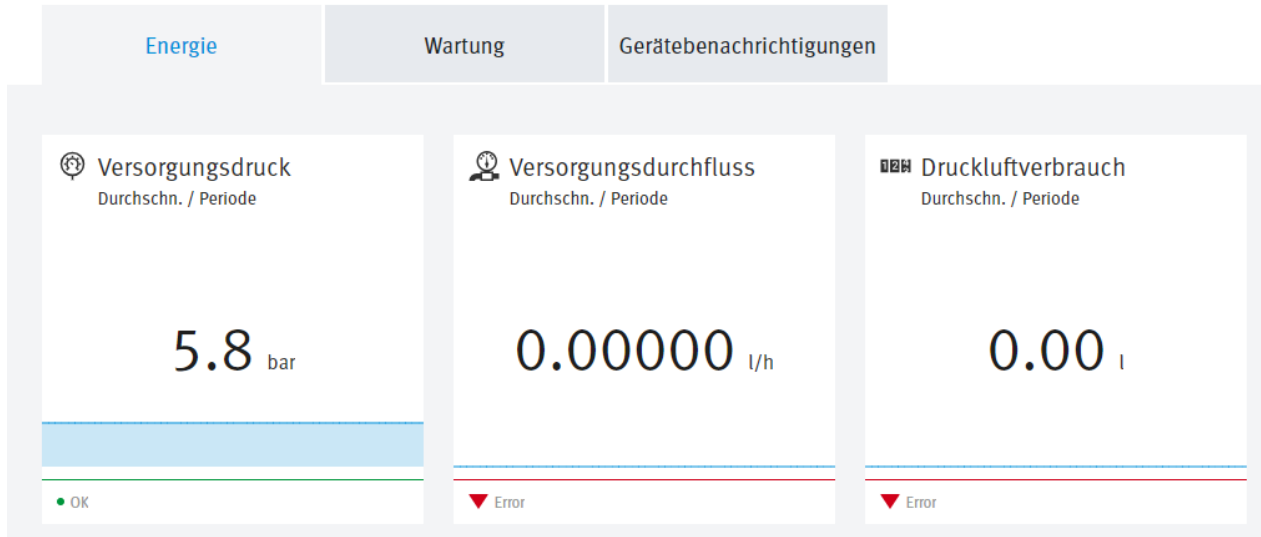 Energie
Wartung
Gerätebenachrichtigungen
Versorgungsdruck
Durchschn. / Periode
5.8 bar
OK
Versorgungsdurchfluss
Durchschn. / Periode
0.00000 l/h
Error
Druckluftverbrauch
Durchschn. / Periode
0.00 l
Error